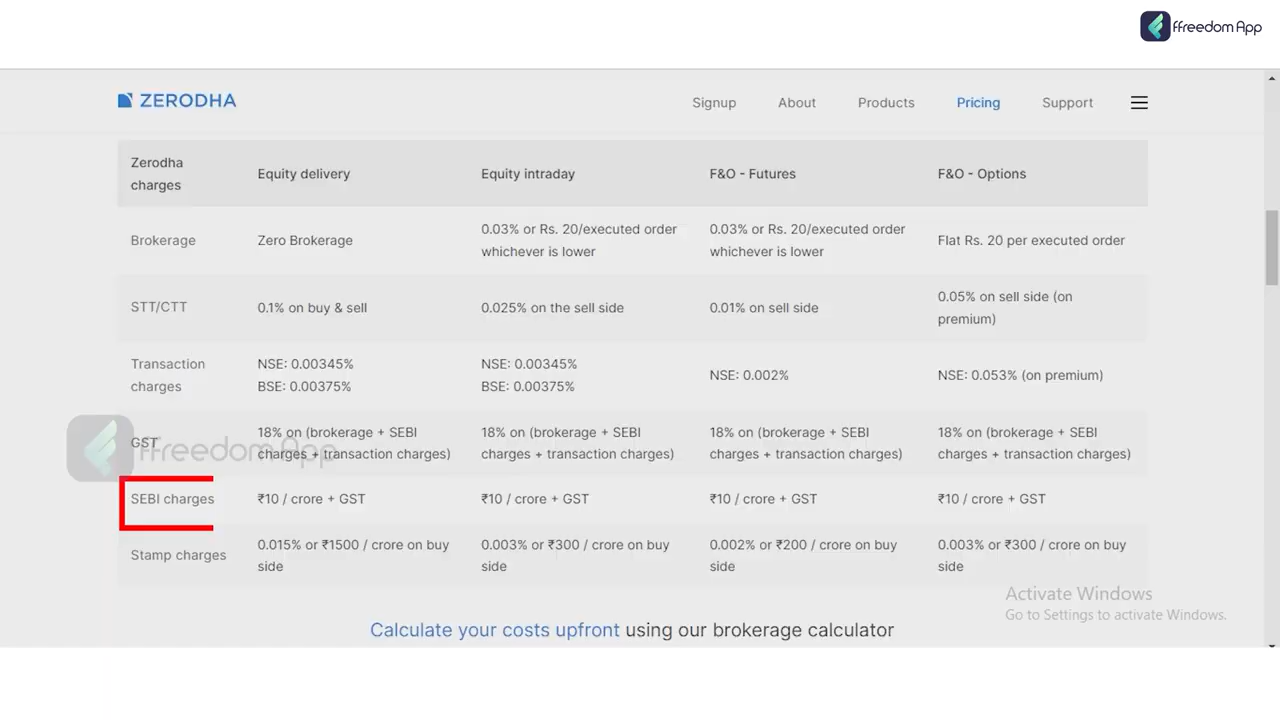 ffreedom App
ZERODHA
Signup About Products Pricing Support
Zerodha charges Equity delivery Equity intraday F&O - Futures F&O - Options
Brokerage Zero Brokerage 0.03% or Rs. 20/executed order whichever is lower 0.03% or Rs. 20/executed order whichever is lower Flat Rs. 20 per executed order
STT/CTT 0.1% on buy & sell 0.025% on the sell side 0.01% on sell side 0.05% on sell side (on premium)
Transaction charges NSE: 0.00345% BSE: 0.00375% NSE: 0.00345% BSE: 0.00375% NSE: 0.002% NSE: 0.053% (on premium)
GST 18% on (brokerage + SEBI charges + transaction charges) 18% on (brokerage + SEBI charges + transaction charges) 18% on (brokerage + SEBI charges + transaction charges) 18% on (brokerage + SEBI charges + transaction charges)
ffreedom App
SEBI charges ₹10 / crore + GST ₹10 / crore + GST ₹10 / crore + GST ₹10 / crore + GST
Stamp charges 0.015% or ₹1500 / crore on buy side 0.003% or ₹300 / crore on buy side 0.002% or ₹200 / crore on buy side 0.003% or ₹300 / crore on buy side
Activate Windows
Go to Settings to activate Windows.
Calculate your costs upfront using our brokerage calculator